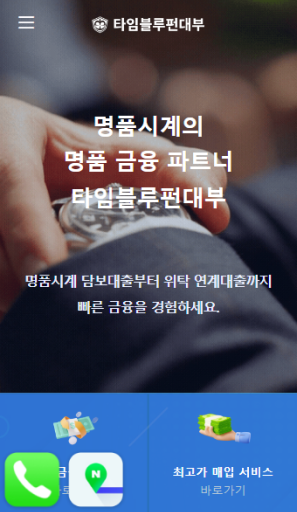 타임블루펀대부
명품시계의
명품 금융 파트너
타임블루펀대부
명품시계 담보대출부터 위탁 연계대출까지
빠른 금융을 경험하세요.
최고가 매입 서비스
바로가기
N